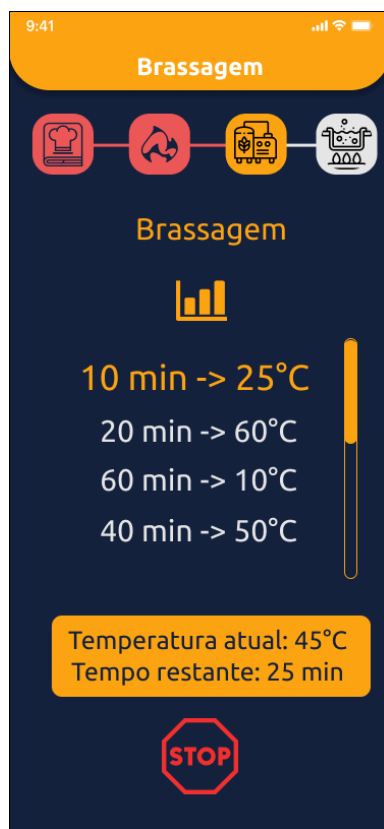 9:41
Brassagem
Brassagem
10 min -> 25°C
20 min -> 60°C
60 min -> 10°C
40 min -> 50°C
Temperatura atual: 45°C
Tempo restante: 25 min
STOP